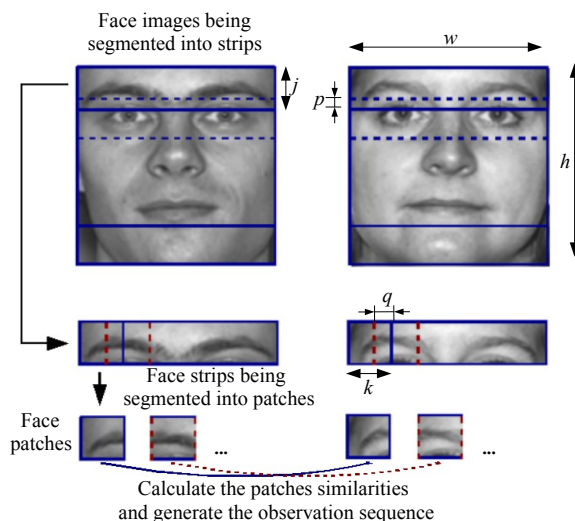 Face images being
segmented into strips
w
j
p
h
q
k
Face strips being
segmented into patches
Face
patches
...
...
Calculate the patches similarities
and generate the observation sequence